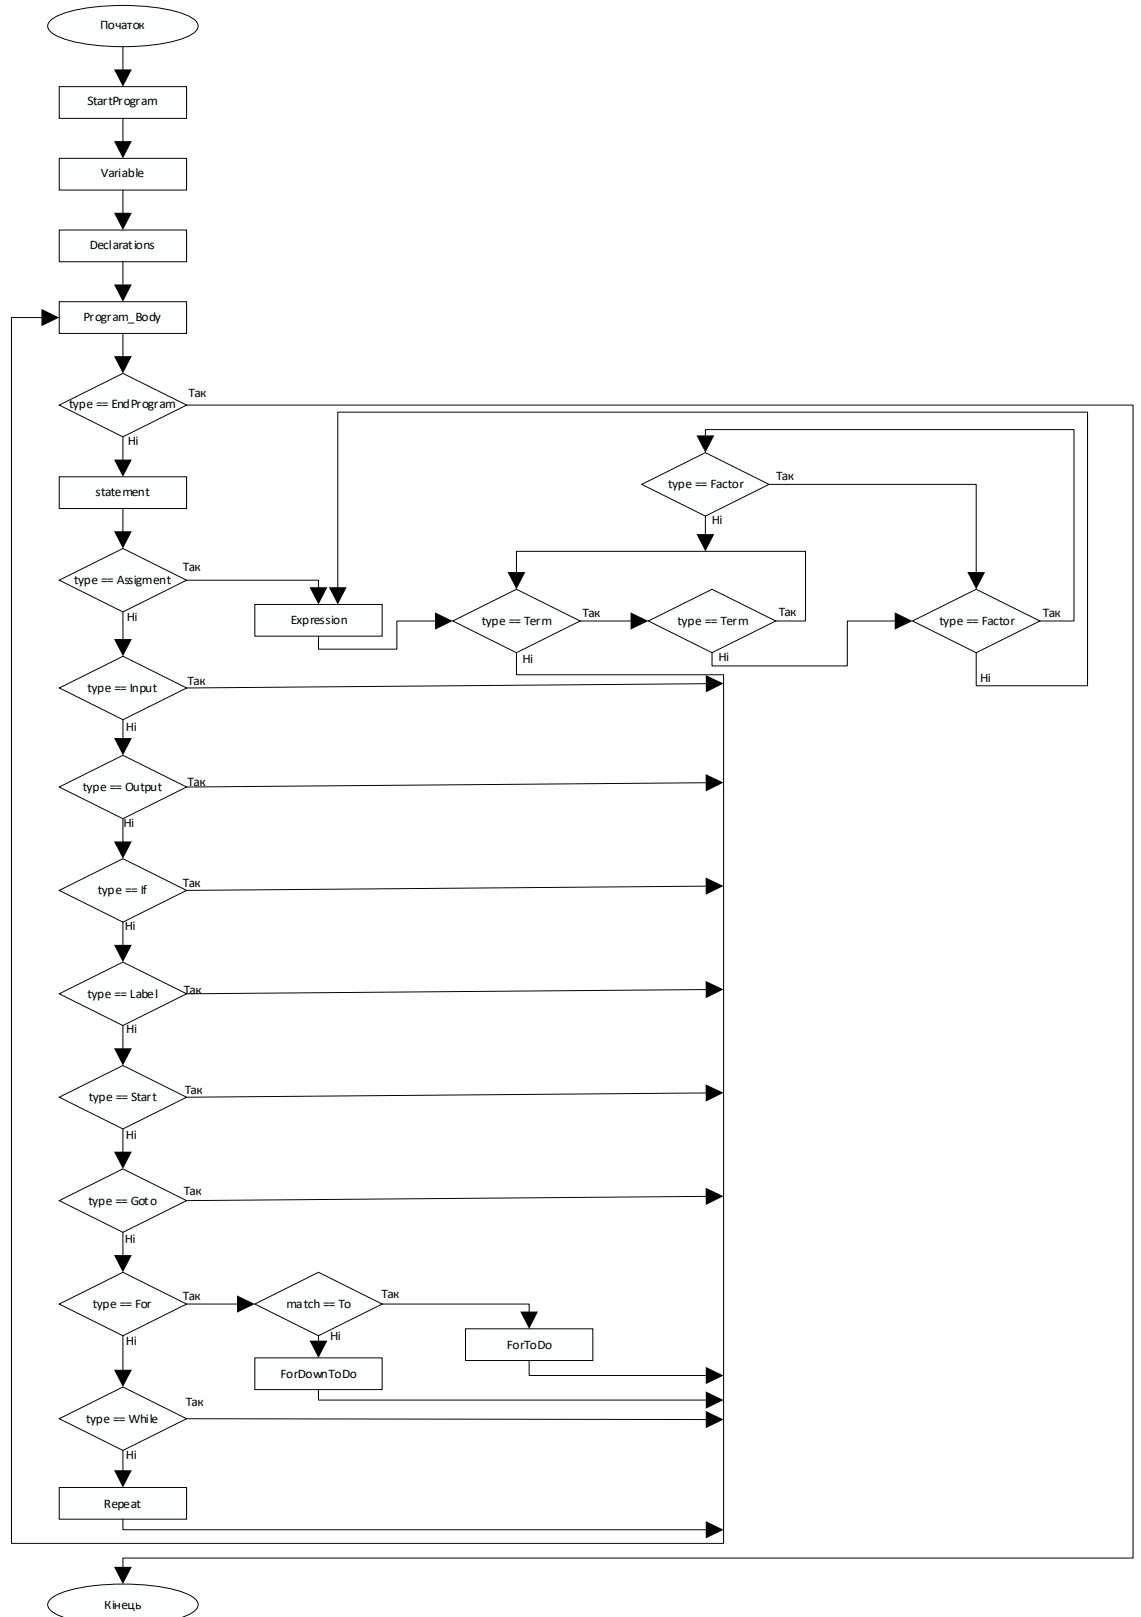 Початок
StartProgram
Variable
Declarations
Program_Body
type == EndProgram
Так
Ні
statement
type == Factor
Так
Ні
type == Assigment
Так
Ні
Expression
type == Term
Так
Ні
type == Term
Так
Ні
type == Factor
Так
Ні
type == Input
Так
Ні
type == Output
Так
Ні
type == If
Так
Ні
type == Label
Так
Ні
type == Start
Так
Ні
type == Goto
Так
Ні
type == For
Так
Ні
match == To
Так
Ні
ForToDo
ForDownToDo
type == While
Так
Ні
Repeat
Кінець